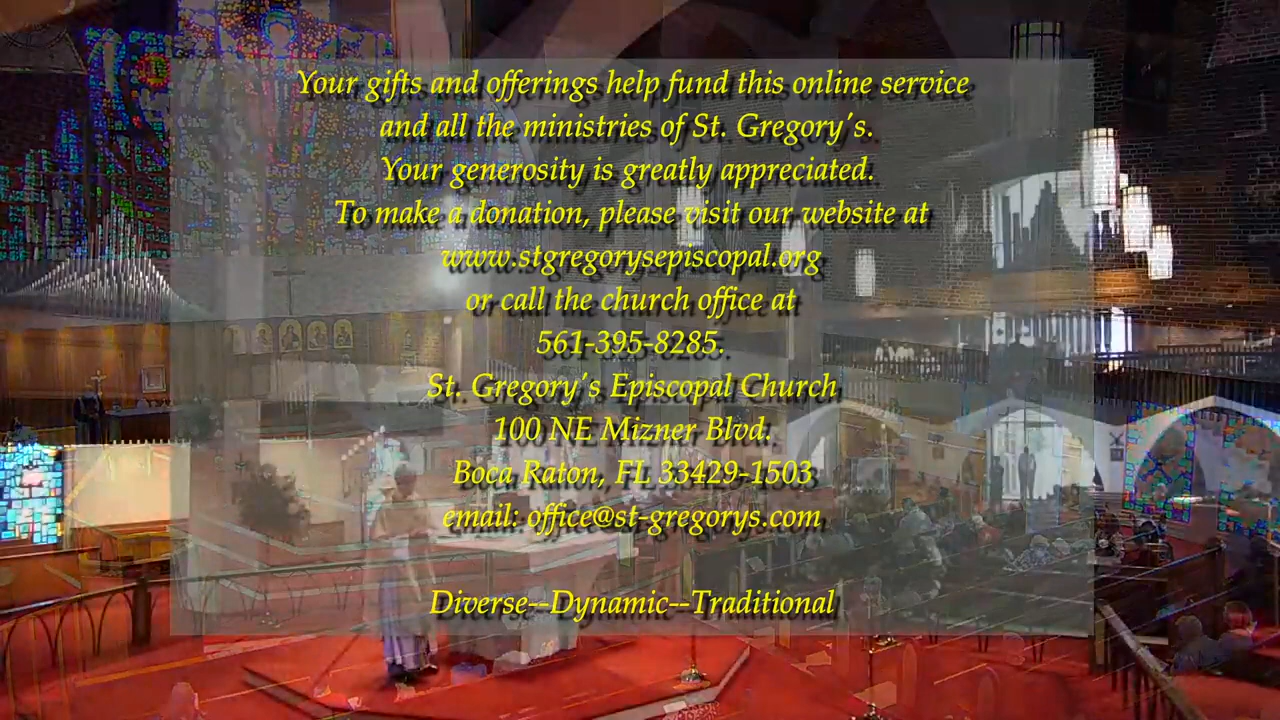 Your gifts and offerings help fund this online service
and all the ministries of St. Gregory's.
Your generosity is greatly appreciated.
To make a donation, please visit our website at
www.stgregorysepiscopal.org
or call the church office at
561-395-8285.
St. Gregory's Episcopal Church
100 NE Mizner Blvd.
Boca Raton, FL 33429-1503
email: office@st-gregorys.com
Diverse--Dynamic--Traditional